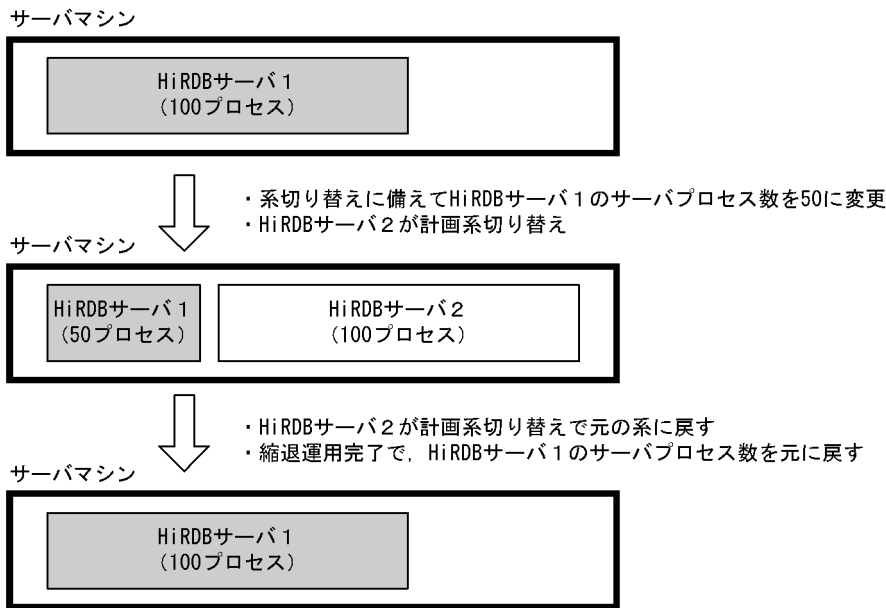 サーバマシン
HiRDBサーバ1
(100プロセス)
・系切り替えに備えてHiRDBサーバ1のサーバプロセス数を50に変更
・HiRDBサーバ2が計画系切り替え
サーバマシン
HiRDBサーバ1
(50プロセス)
HiRDBサーバ2
(100プロセス)
・HiRDBサーバ2が計画系切り替えで元の系に戻す
・縮退運用完了で，HiRDBサーバ1のサーバプロセス数を元に戻す
サーバマシン
HiRDBサーバ1
(100プロセス)